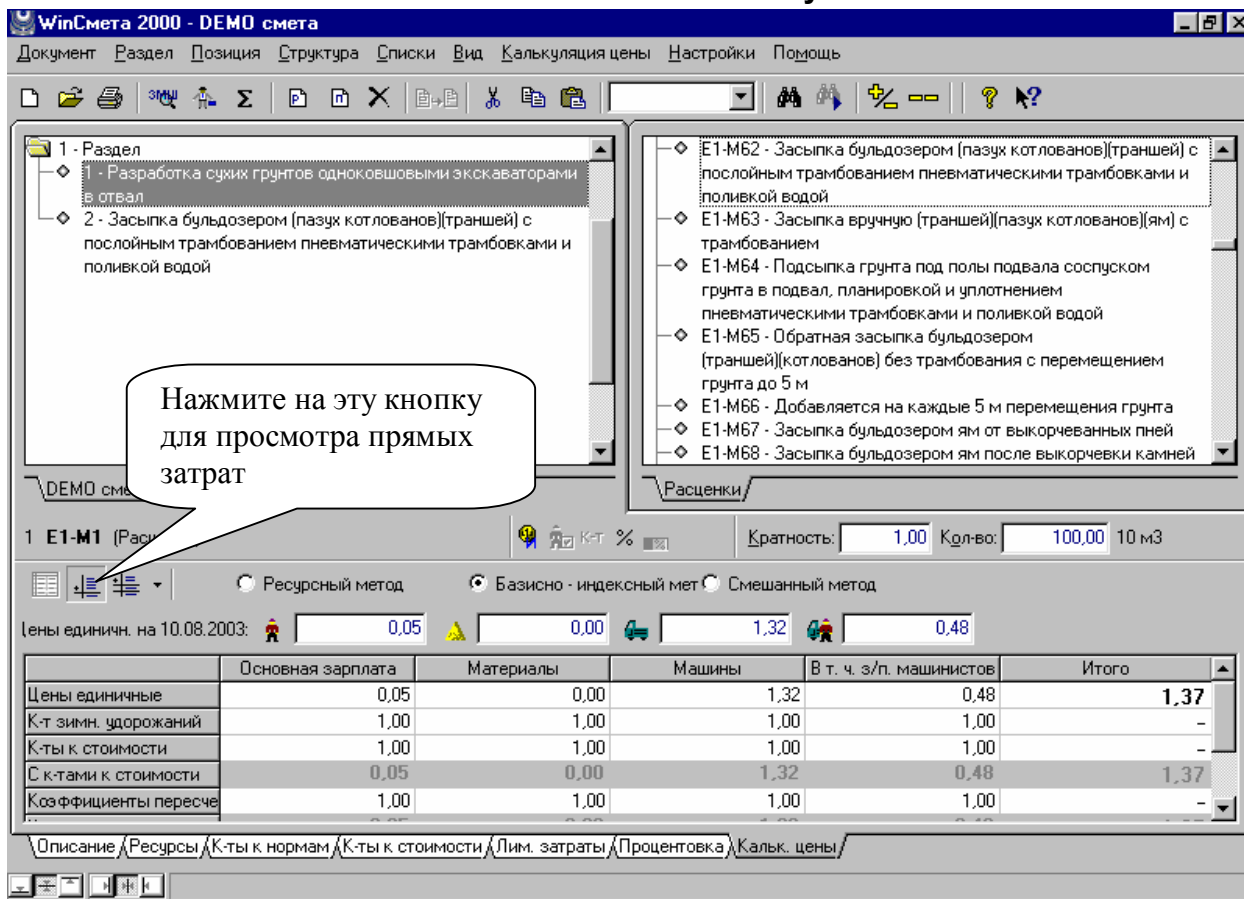 WinСмета 2000 - DEMO смета
Документ Раздел Позиция Структура Списки Вид Калькуляция цены Настройки Помощь
1 - Раздел
1 - Разработка сухих грунтов одноковшовыми экскаваторами
в отвал
2 - Засыпка бульдозером (пазух котлованов)(траншей) с
послойным трамбованием пневматическими трамбовками и
поливкой водой
E1-M62 - Засыпка бульдозером (пазух котлованов)(траншей) с
послойным трамбованием пневматическими трамбовками и
поливкой водой
E1-M63 - Засыпка вручную (траншей)(пазух котлованов)(ям) с
трамбованием
E1-M64 - Подсыпка грунта под полы подвала соспуском
грунта в подвал, планировкой и уплотнением
пневматическими трамбовками и поливкой водой
E1-M65 - Обратная засыпка бульдозером
(траншей)(котлованов) без трамбования с перемещением
грунта до 5 м
E1-M66 - Добавляется на каждые 5 м перемещения грунта
E1-M67 - Засыпка бульдозером ям от выкорчеванных пней
E1-M68 - Засыпка бульдозером ям после выкорчевки камней
Нажмите на эту кнопку
для просмотра прямых
затрат
DEMO
Расценки
1 E1-M1 К-т % Кратность: 1,00 Кол-во: 100,00 10 м3
Ресурсный метод Базисно - индексный мет Смешанный метод
Цены единичн. на 10.08.2003: 0,05 0,00 1,32 0,48
Основная зарплата Материалы Машины В т. ч. з/п. машинистов Итого
Цены единичные 0,05 0,00 1,32 0,48 1,37
К-т зимн. удорожаний 1,00 1,00 1,00 1,00 –
К-ты к стоимости 1,00 1,00 1,00 1,00 –
С к-тами к стоимости 0,05 0,00 1,32 0,48 1,37
Коэффициенты пересче 1,00 1,00 1,00 1,00 –
Описание Ресурсы К-ты к нормам К-ты к стоимости Лим. затраты Процентовка Кальк. цены